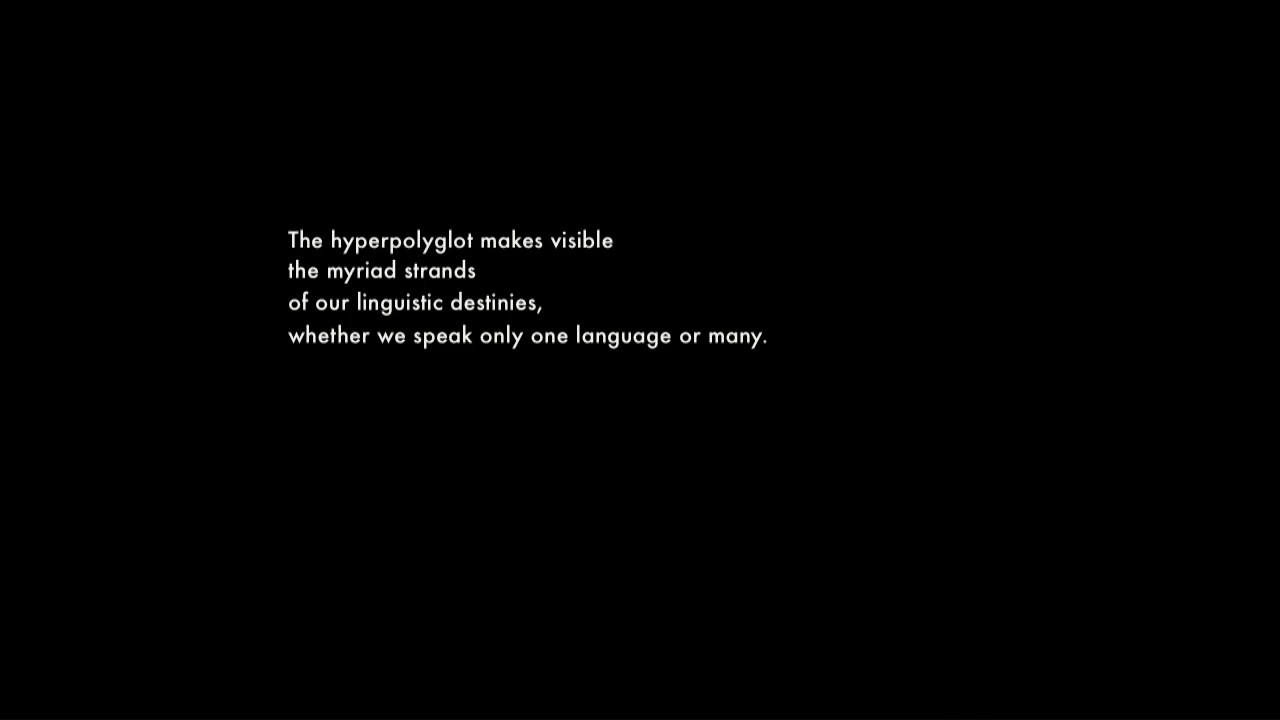 The hyperpolyglot makes visible
the myriad strands
of our linguistic destinies,
whether we speak only one language or many.